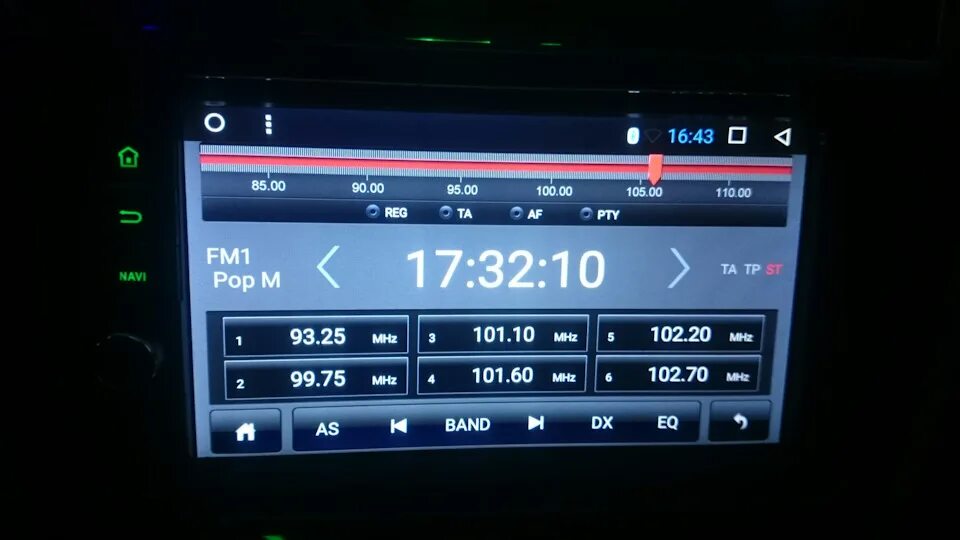 16:43
85.00 90.00 95.00 100.00 105.00 110.00
REG TA AF PTY
FM1
Pop M
17:32:10
TA TP ST
NAVI
1 93.25 MHz 3 101.10 MHz 5 102.20 MHz
2 99.75 MHz 4 101.60 MHz 6 102.70 MHz
AS BAND DX EQ